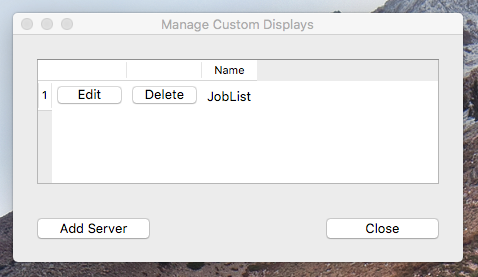 Manage Custom Displays
Name
1 Edit Delete JobList
Add Server Close